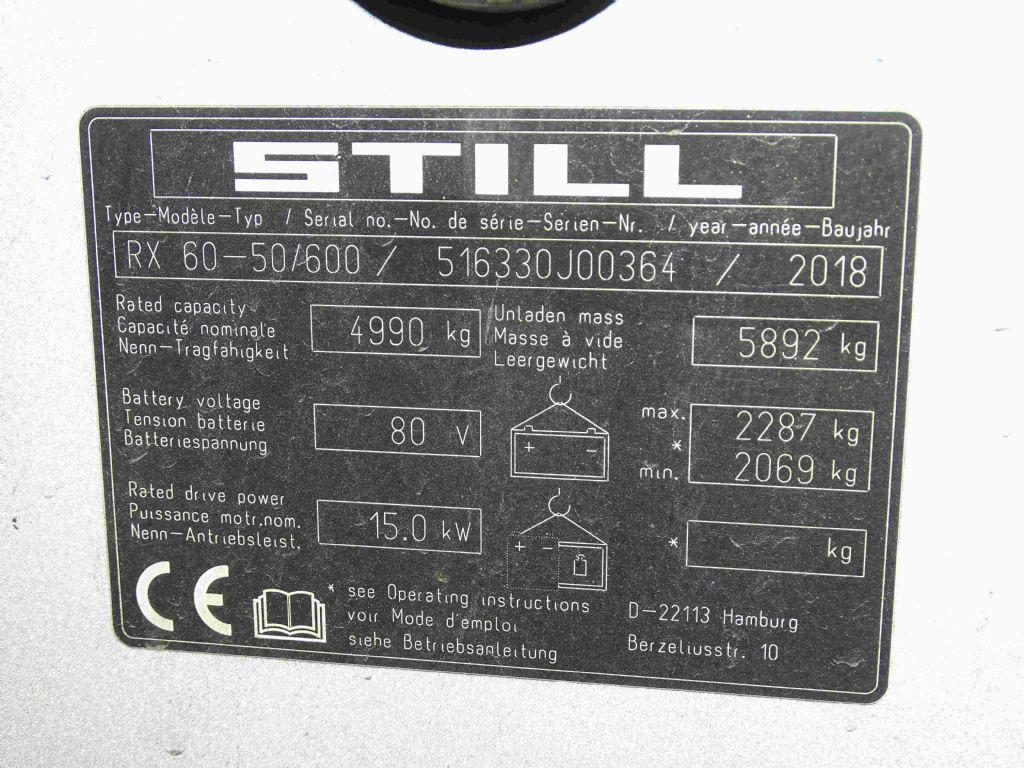 STILL
Type-Modèle-Typ / Serial no.-No. de série-Serien-Nr. / year-année-Baujahr
RX 60-50/600 / 516330J00364 / 2018
Rated capacity
Capacité nominale
Nenn-Tragfähigkeit
4990 kg
Unladen mass
Masse à vide
Leergewicht
5892 kg
Battery voltage
Tension batterie
Batteriespannung
80 V
+ -
max. 2287 kg
*
min. 2069 kg
Rated drive power
Puissance motr.nom.
Nenn-Antriebsleist.
15.0 kW
+ -
* kg
CE
* see Operating instructions
voir Mode d'emploi
siehe Betriebsanleitung
D-22113 Hamburg
Berzeliusstr. 10